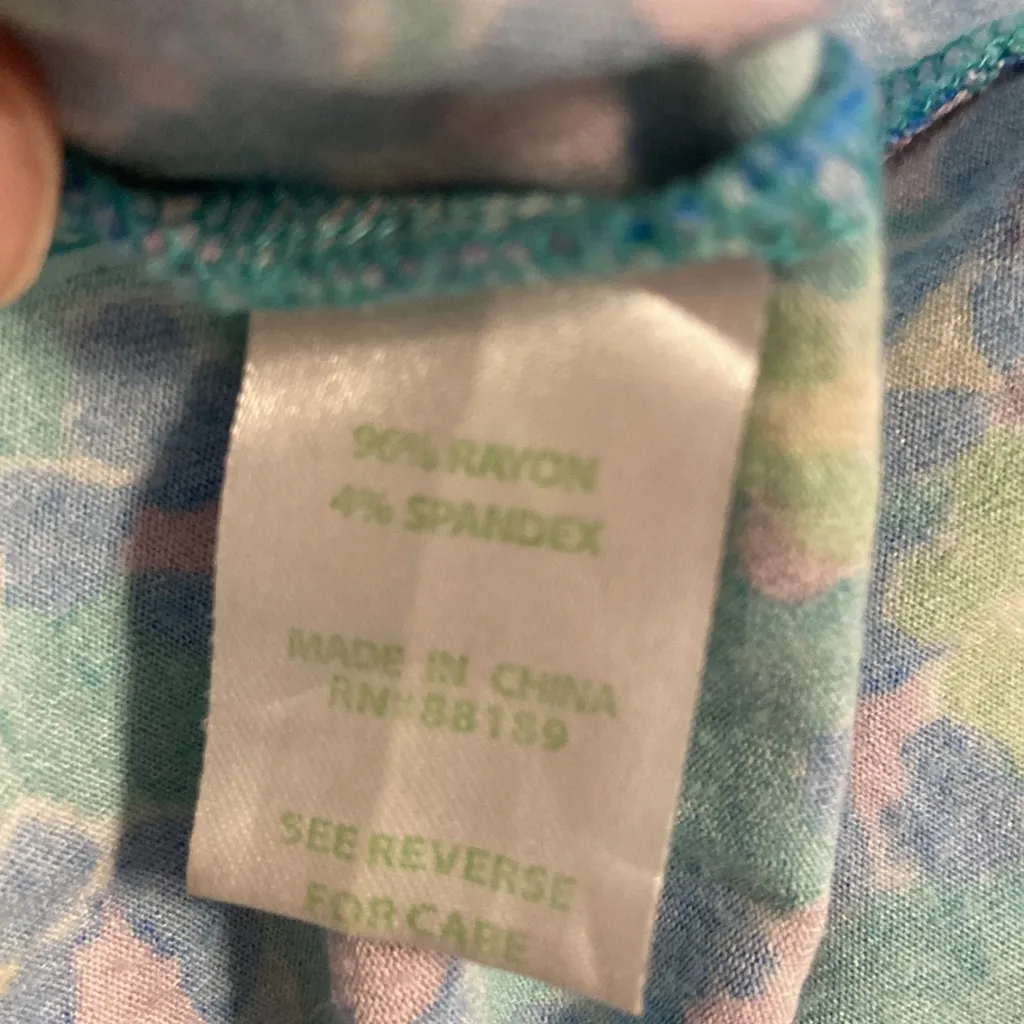 96% RAYON
4% SPANDEX
MADE IN CHINA
RN# 88139
SEE REVERSE
FOR CARE